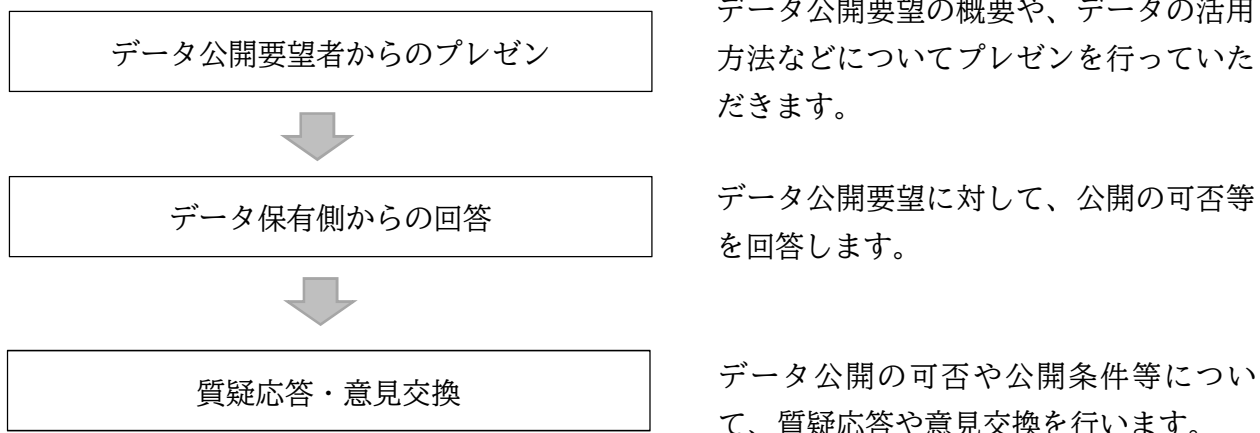 データ公開要望者からのプレゼン
データ公開要望の概要や、データの活用
方法などについてプレゼンを行っていた
だきます。
データ保有側からの回答
データ公開要望に対して、公開の可否等
を回答します。
質疑応答・意見交換
データ公開の可否や公開条件等につい
て、質疑応答や意見交換を行います。